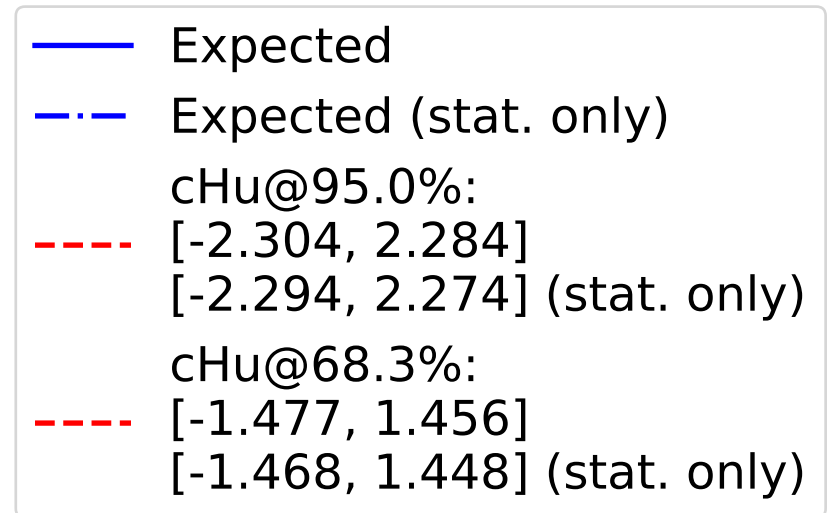 Expected
Expected (stat. only)
cHu@95.0%:
[-2.304, 2.284]
[-2.294, 2.274] (stat. only)
cHu@68.3%:
[-1.477, 1.456]
[-1.468, 1.448] (stat. only)